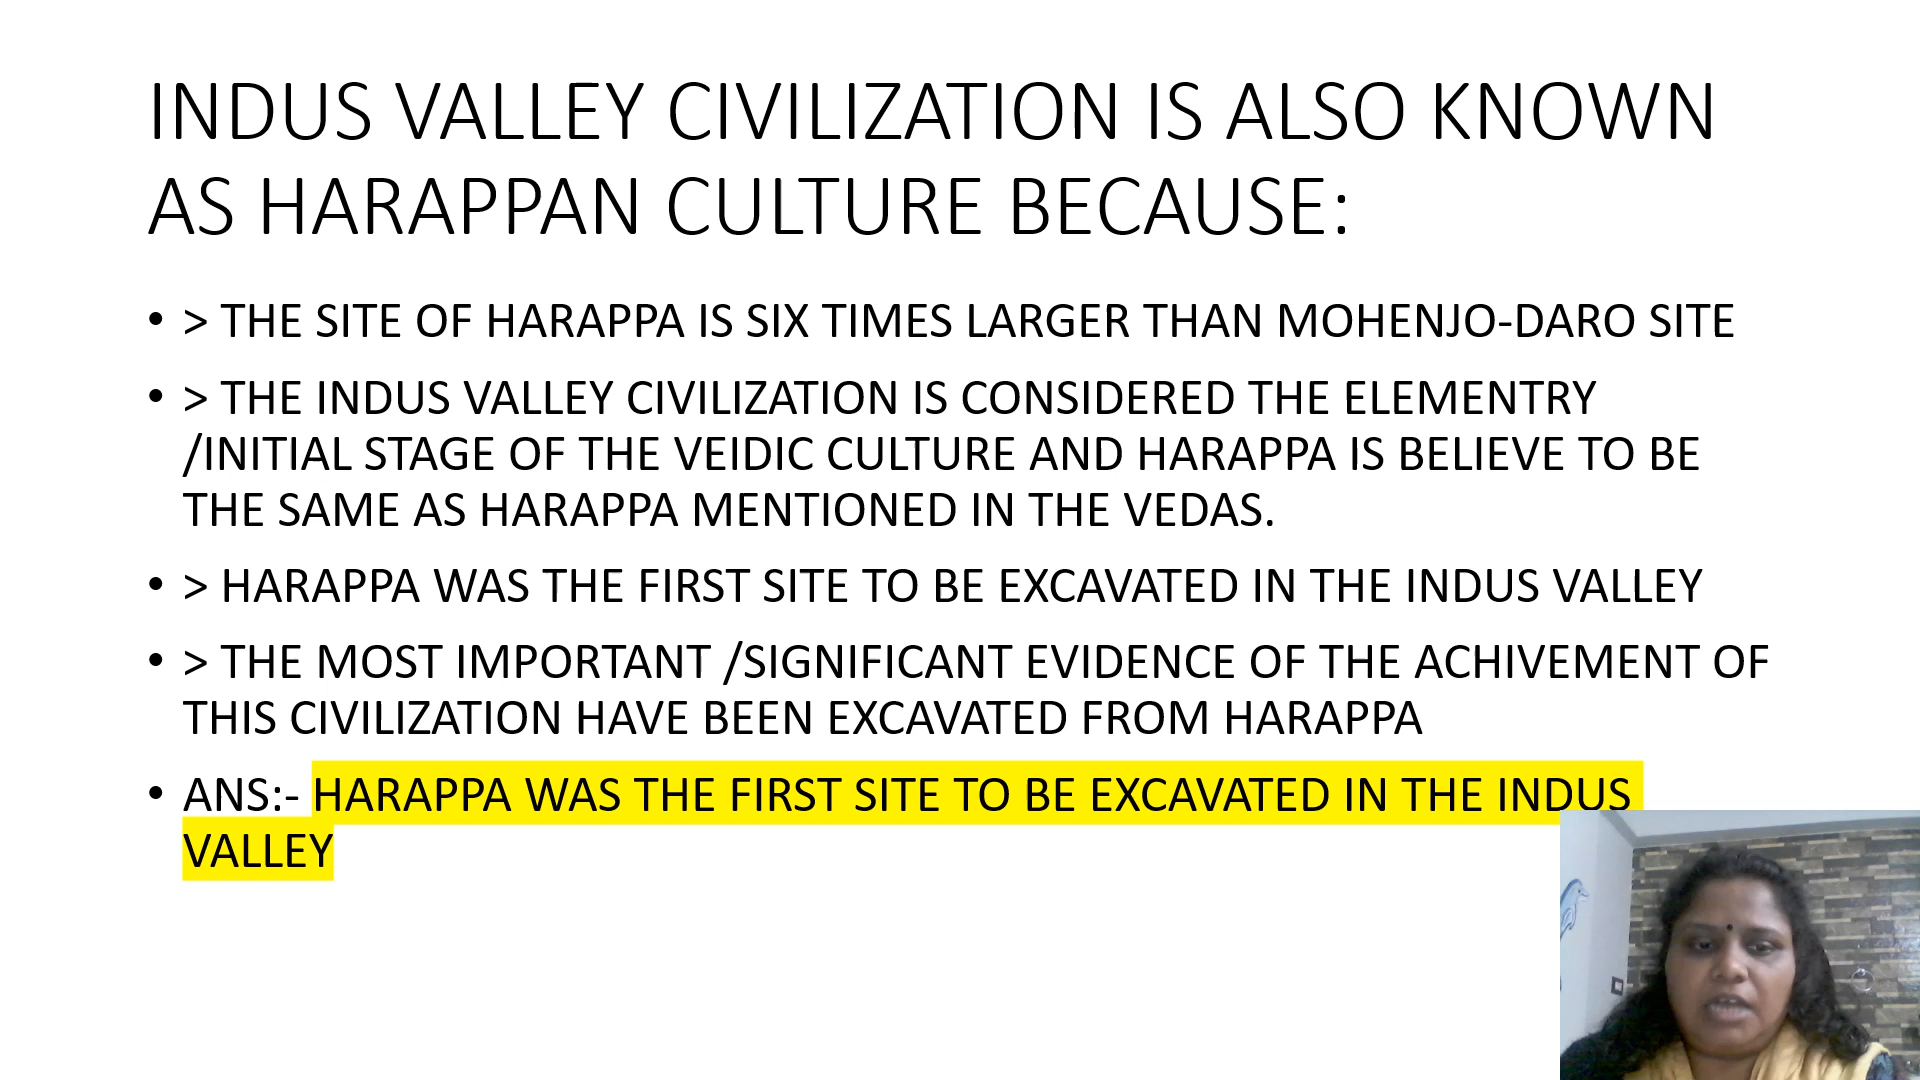 INDUS VALLEY CIVILIZATION IS ALSO KNOWN
AS HARAPPAN CULTURE BECAUSE:
• > THE SITE OF HARAPPA IS SIX TIMES LARGER THAN MOHENJO-DARO SITE
• > THE INDUS VALLEY CIVILIZATION IS CONSIDERED THE ELEMENTRY
/INITIAL STAGE OF THE VEIDIC CULTURE AND HARAPPA IS BELIEVE TO BE
THE SAME AS HARAPPA MENTIONED IN THE VEDAS.
• > HARAPPA WAS THE FIRST SITE TO BE EXCAVATED IN THE INDUS VALLEY
• > THE MOST IMPORTANT /SIGNIFICANT EVIDENCE OF THE ACHIVEMENT OF
THIS CIVILIZATION HAVE BEEN EXCAVATED FROM HARAPPA
• ANS:- HARAPPA WAS THE FIRST SITE TO BE EXCAVATED IN THE INDUS
VALLEY